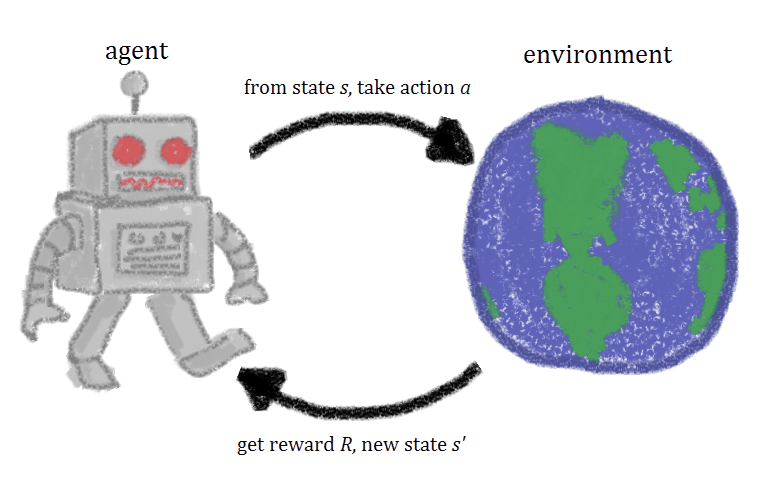 agent
environment
from state s, take action a
get reward R, new state s'